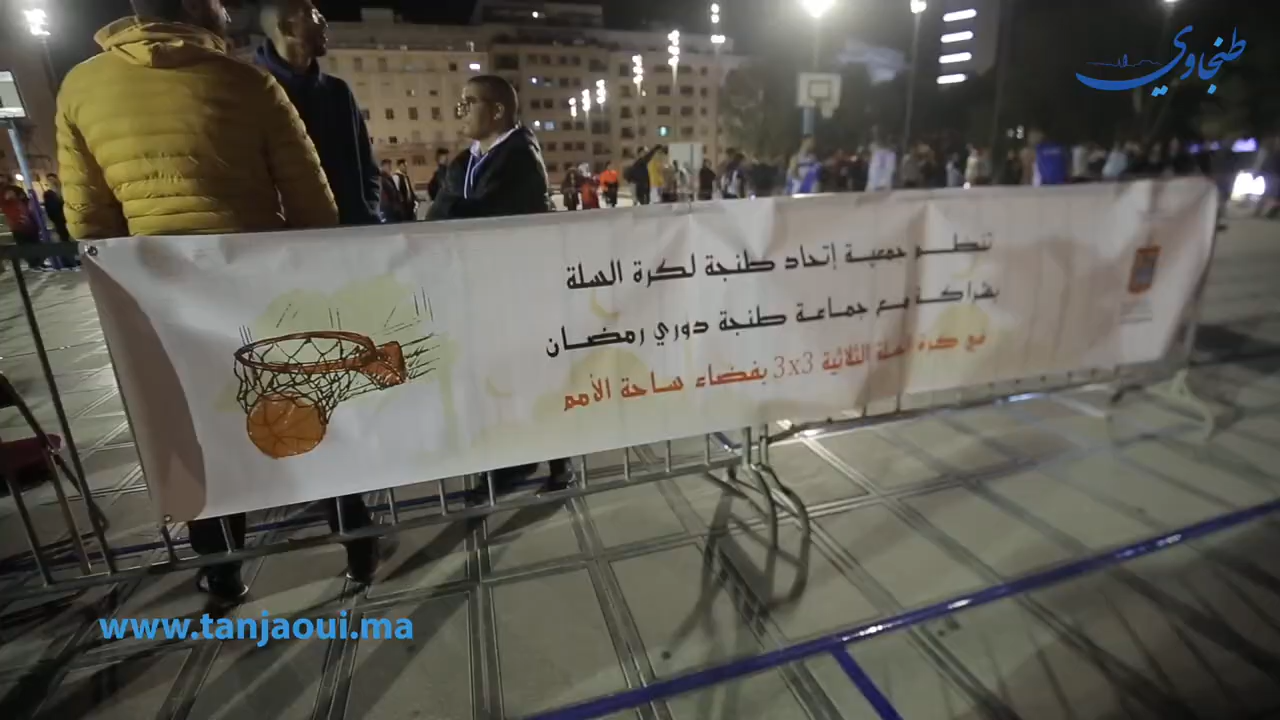 طنجاوي
تنظم جمعية إتحاد طنجة لكرة السلة
بشراكة مع جماعة طنجة دوري رمضان
مع كرة السلة الثلاثية 3x3 بفضاء ساحة الأمم
www.tanjaoui.ma